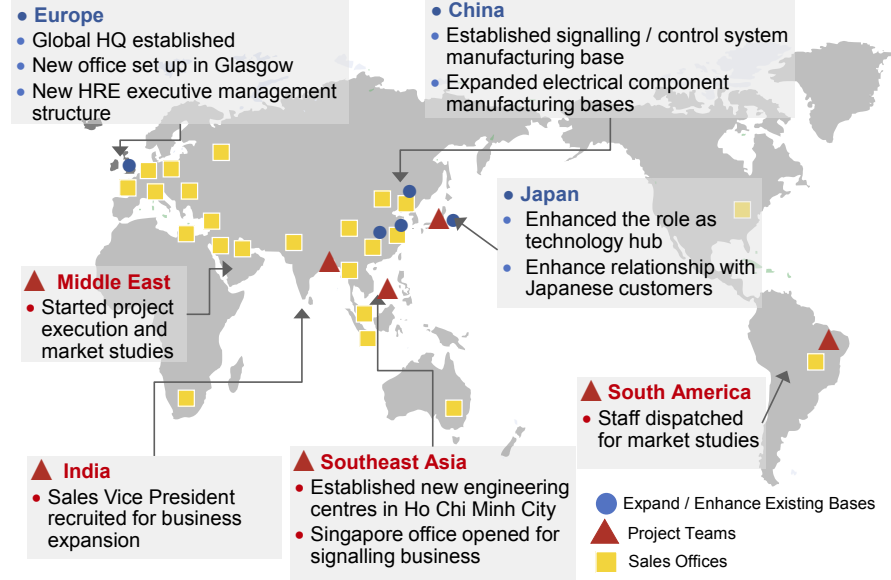 • Europe
• Global HQ established
• New office set up in Glasgow
• New HRE executive management
structure
• China
• Established signalling / control system
manufacturing base
• Expanded electrical component
manufacturing bases
• Japan
• Enhanced the role as
technology hub
• Enhance relationship with
Japanese customers
Middle East
• Started project
execution and
market studies
South America
• Staff dispatched
for market studies
India
• Sales Vice President
recruited for business
expansion
Southeast Asia
• Established new engineering
centres in Ho Chi Minh City
• Singapore office opened for
signalling business
Expand / Enhance Existing Bases
Project Teams
Sales Offices